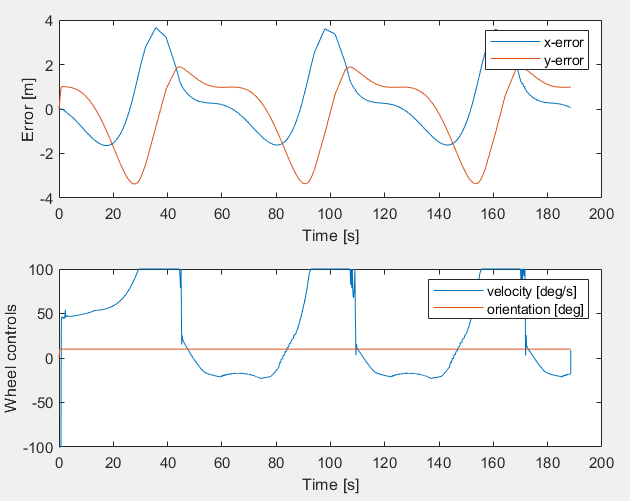 4
2
0
-2
-4
Error [m]
x-error
y-error
0 20 40 60 80 100 120 140 160 180 200
Time [s]
100
50
0
-50
-100
Wheel controls
velocity [deg/s]
orientation [deg]
0 20 40 60 80 100 120 140 160 180 200
Time [s]